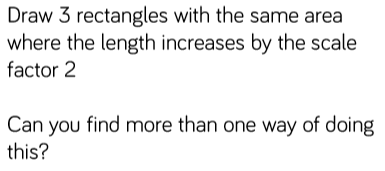 Draw 3 rectangles with the same area
where the length increases by the scale
factor 2
Can you find more than one way of doing
this?